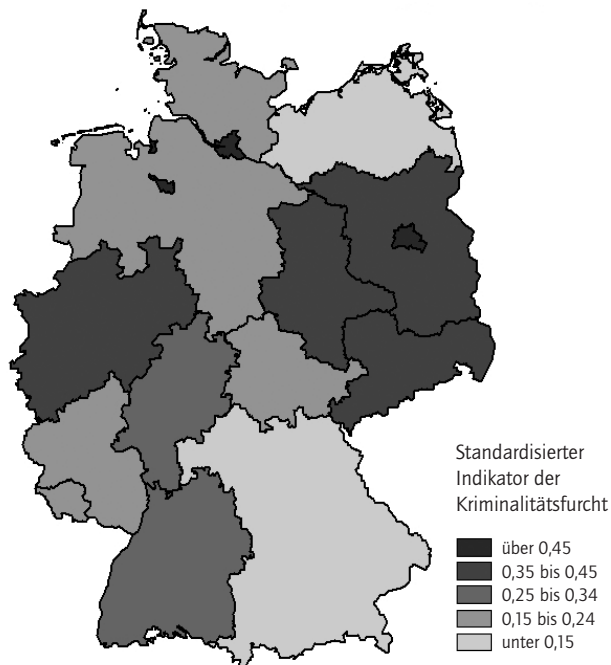 Standardisierter
Indikator der
Kriminalitätsfurcht
über 0,45
0,35 bis 0,45
0,25 bis 0,34
0,15 bis 0,24
unter 0,15